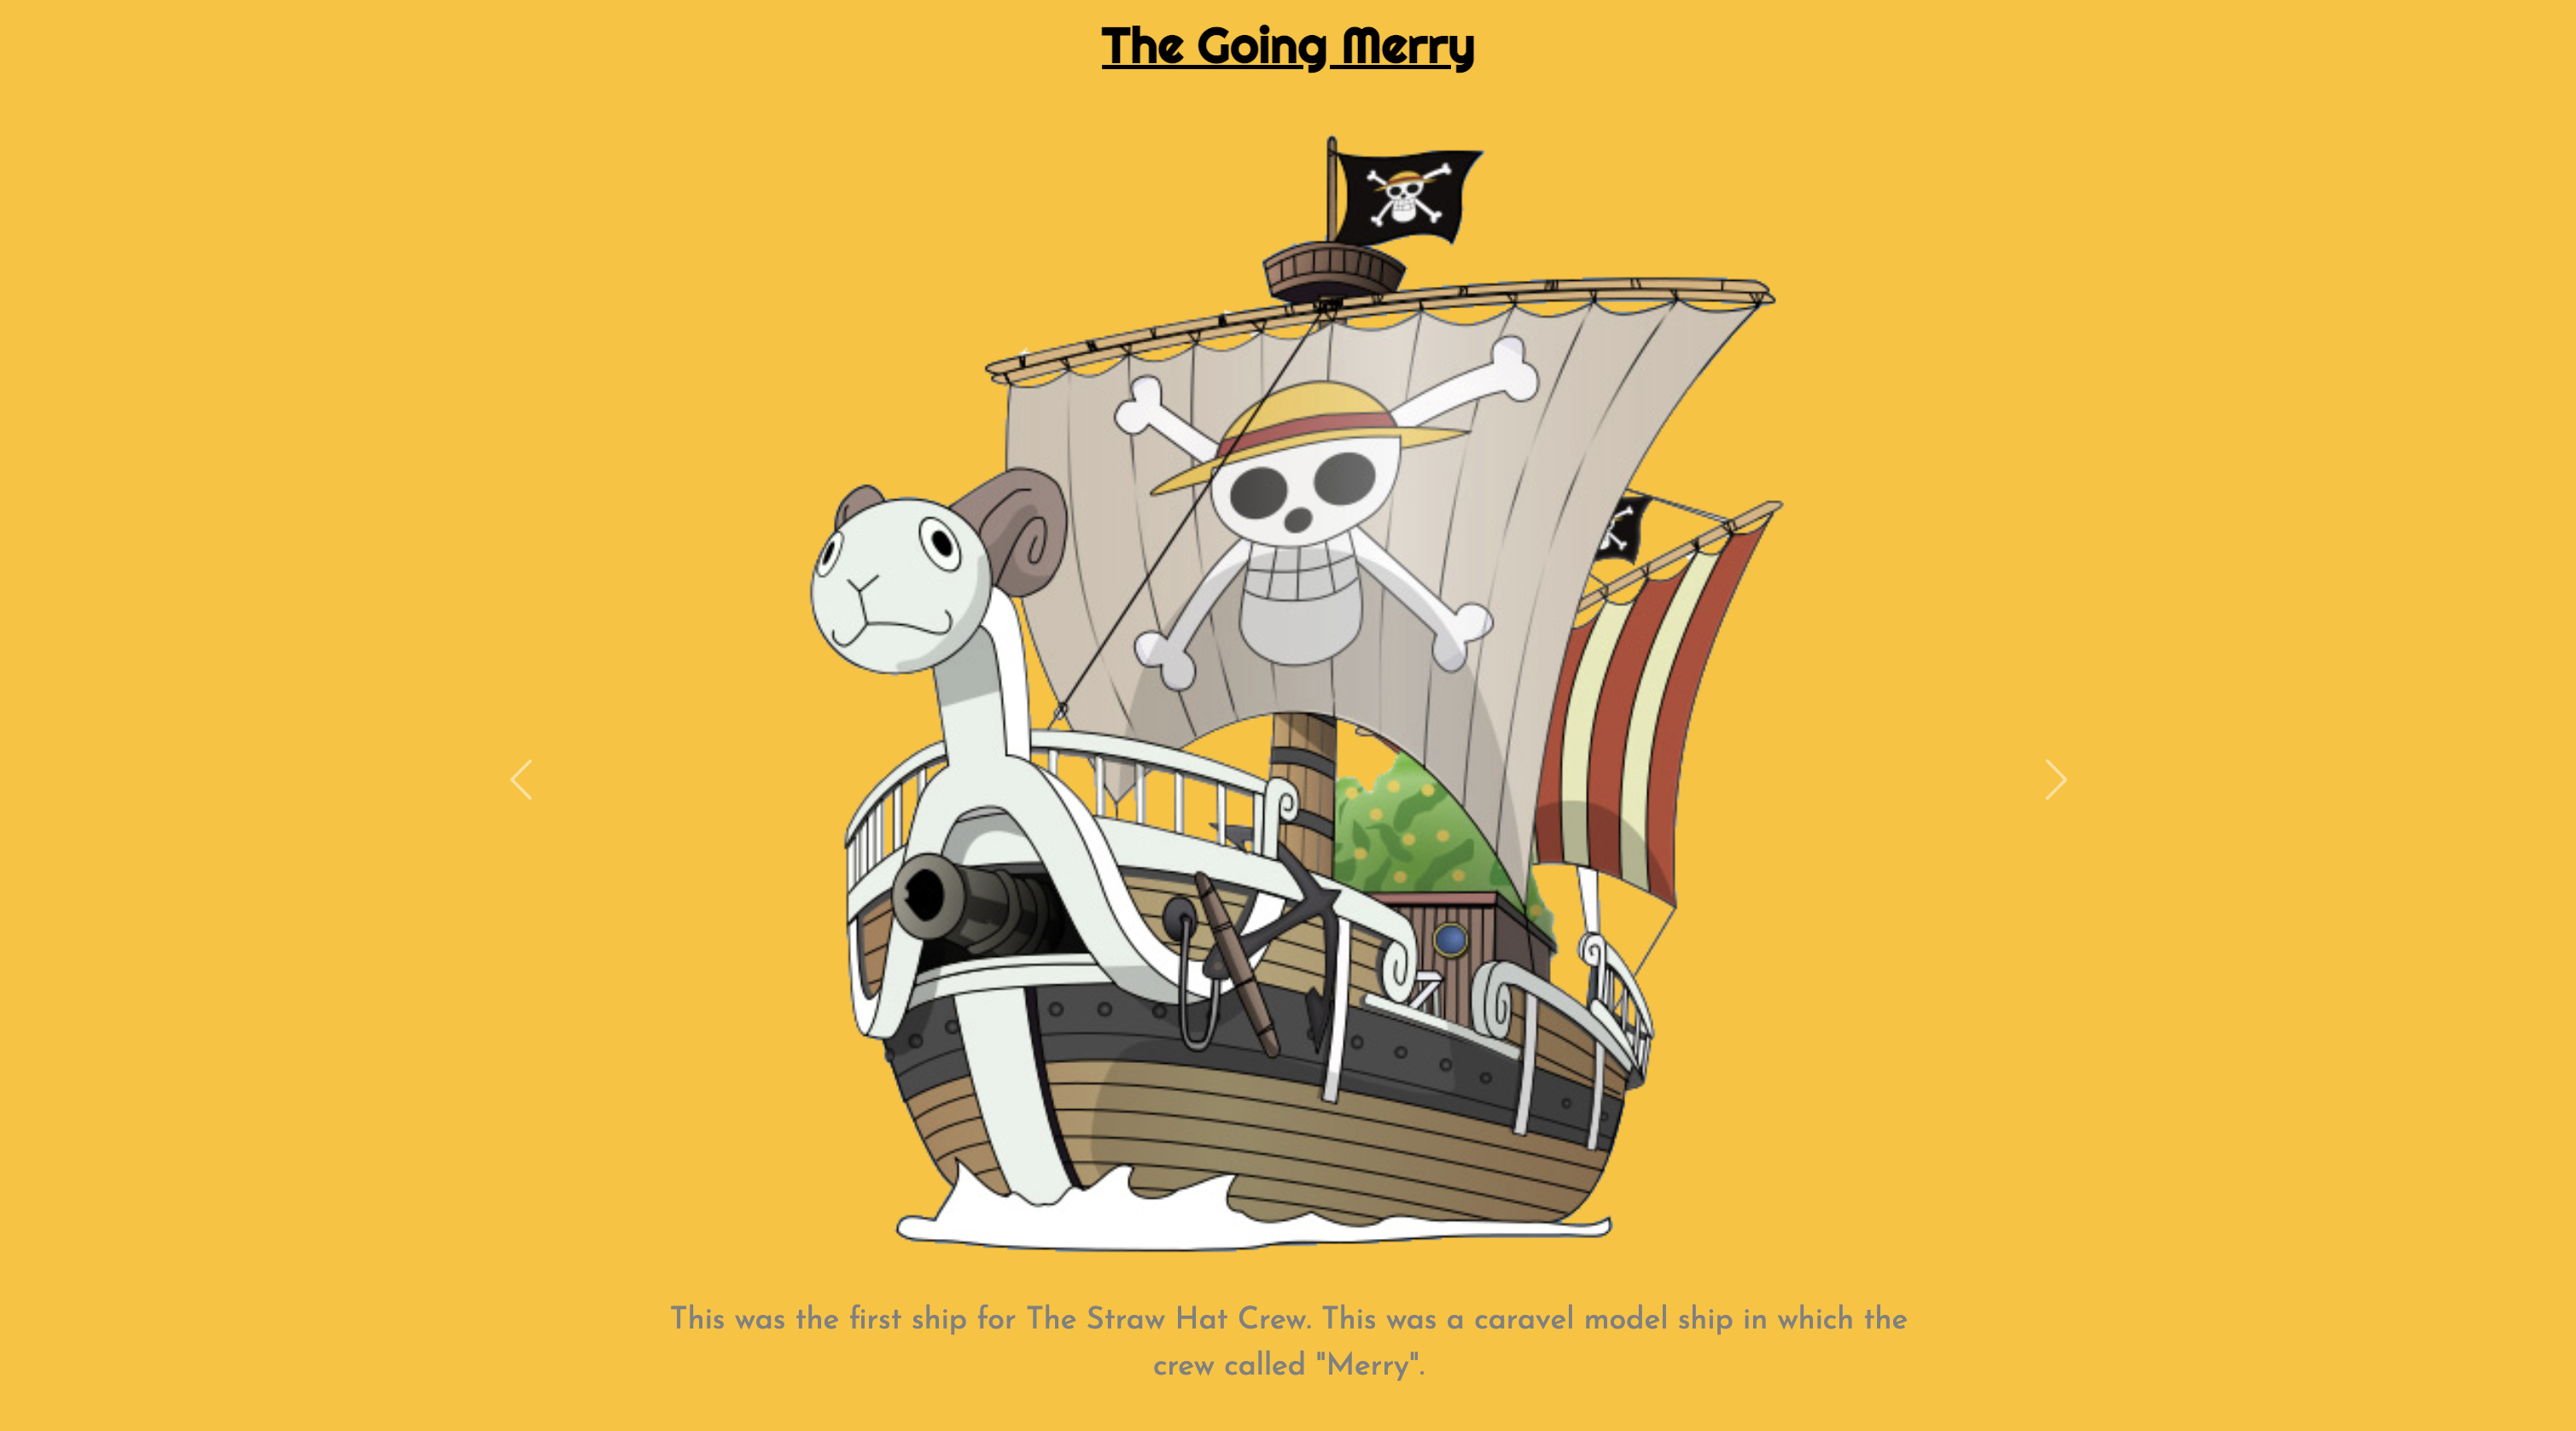 The Going Merry
This was the first ship for The Straw Hat Crew. This was a caravel model ship in which the
crew called "Merry".